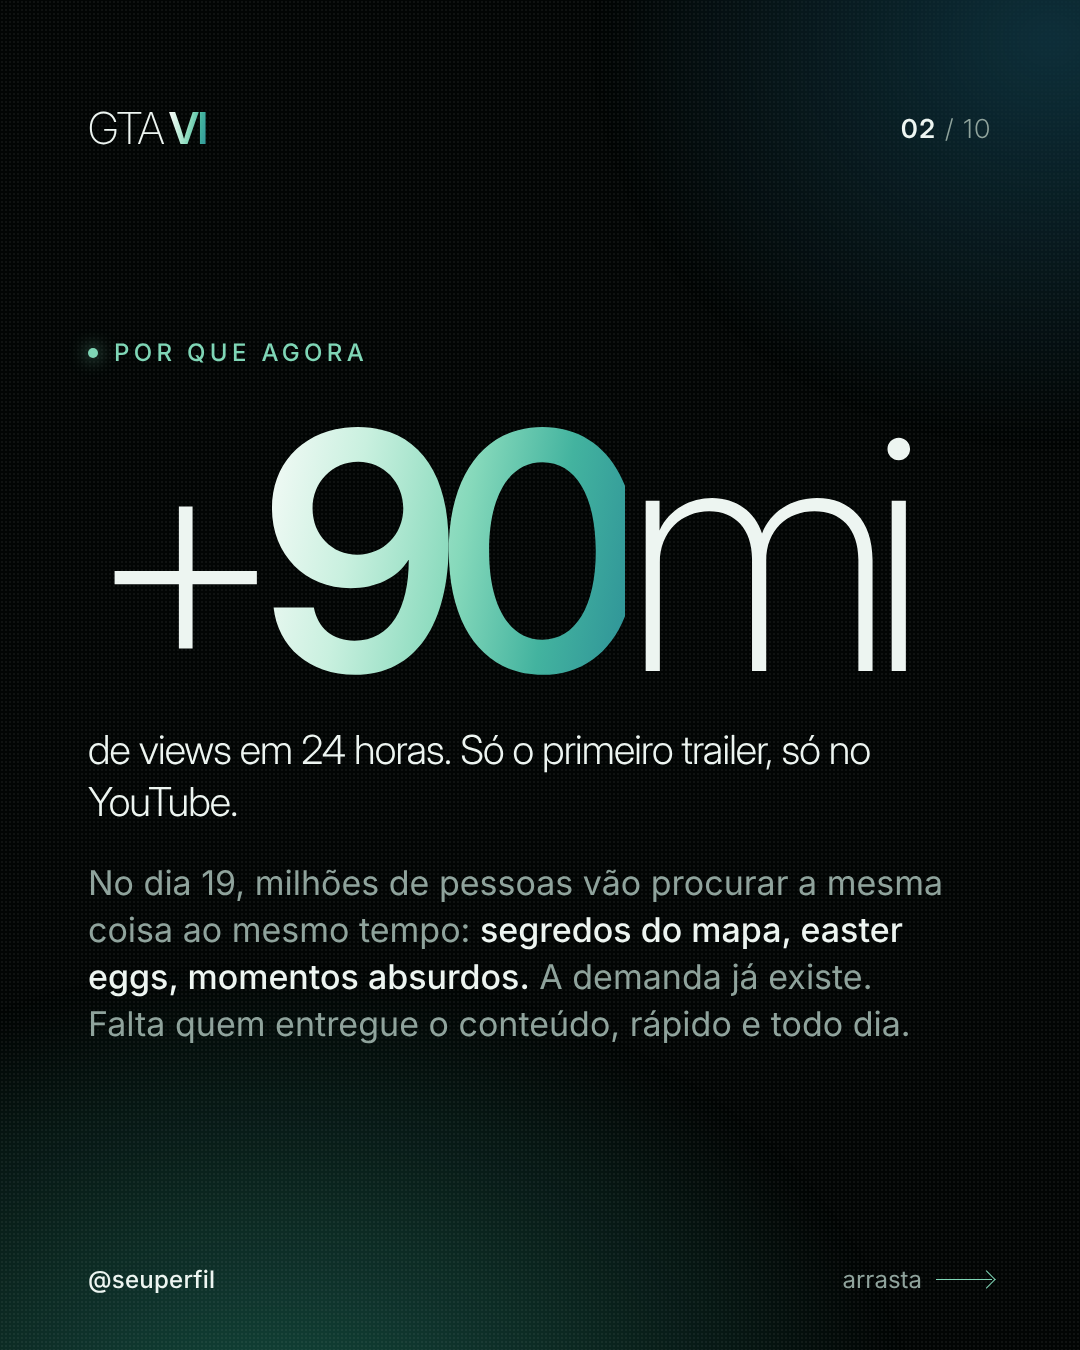 GTA VI
02 / 10
POR QUE AGORA
+90mi
de views em 24 horas. Só o primeiro trailer, só no
YouTube.
No dia 19, milhões de pessoas vão procurar a mesma
coisa ao mesmo tempo: segredos do mapa, easter
eggs, momentos absurdos. A demanda já existe.
Falta quem entregue o conteúdo, rápido e todo dia.
@seuperfil
arrasta